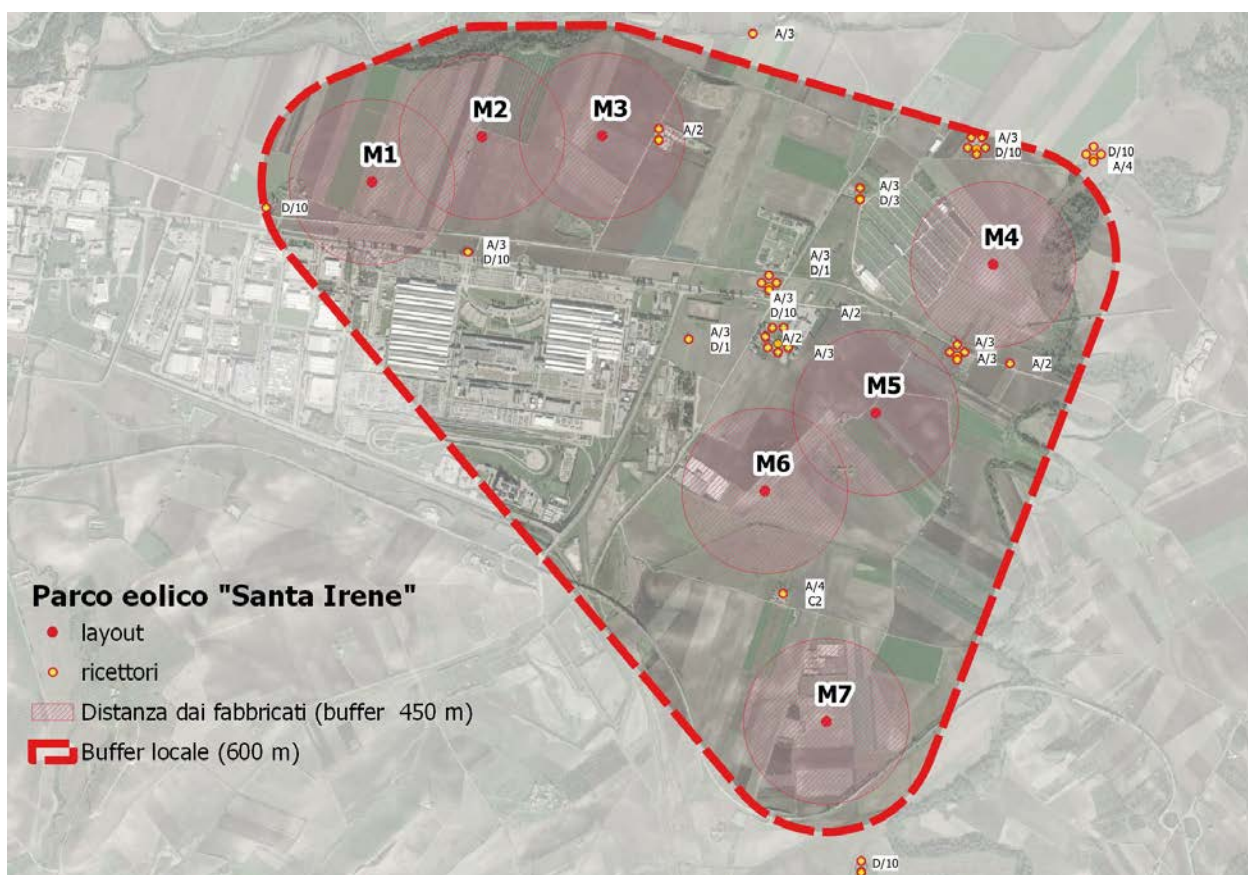 A/3
M2
M3
A/2
A/3
D/10
D/10
A/4
M1
A/3
D/3
D/10
M4
A/3
D/10
A/3
D/1
A/3
D/10
A/2
A/2
A/3
D/1
A/3
A/3
A/3
A/2
M5
M6
A/4
C2
M7
Parco eolico "Santa Irene"
layout
ricettori
Distanza dai fabbricati (buffer 450 m)
Buffer locale (600 m)
D/10